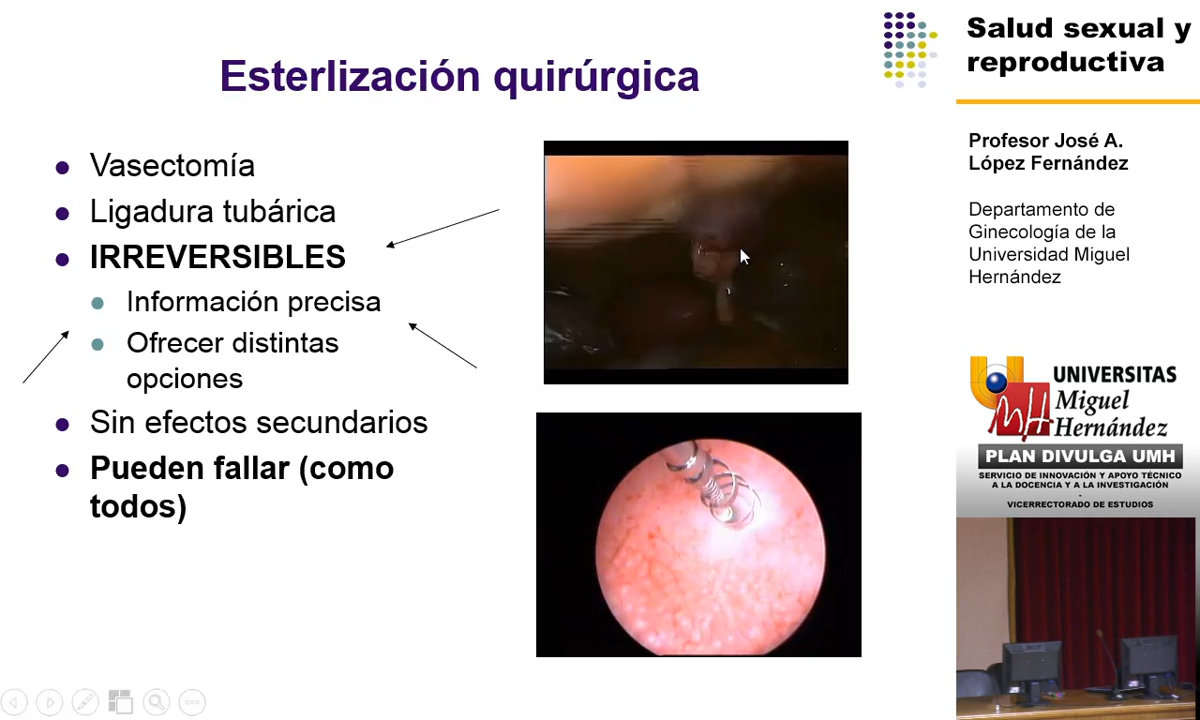 Esterlización quirúrgica
Vasectomía
Ligadura tubárica
IRREVERSIBLES
Información precisa
Ofrecer distintas
opciones
Sin efectos secundarios
Pueden fallar (como
todos)
Salud sexual y
reproductiva
Profesor José A.
López Fernández
Departamento de
Ginecología de la
Universidad Miguel
Hernández
UNIVERSITAS
Miguel
Hernández
PLAN DIVULGA UMH
SERVICIO DE INNOVACIÓN Y APOYO TÉCNICO
A LA DOCENCIA Y A LA INVESTIGACIÓN
-
VICERRECTORADO DE ESTUDIOS